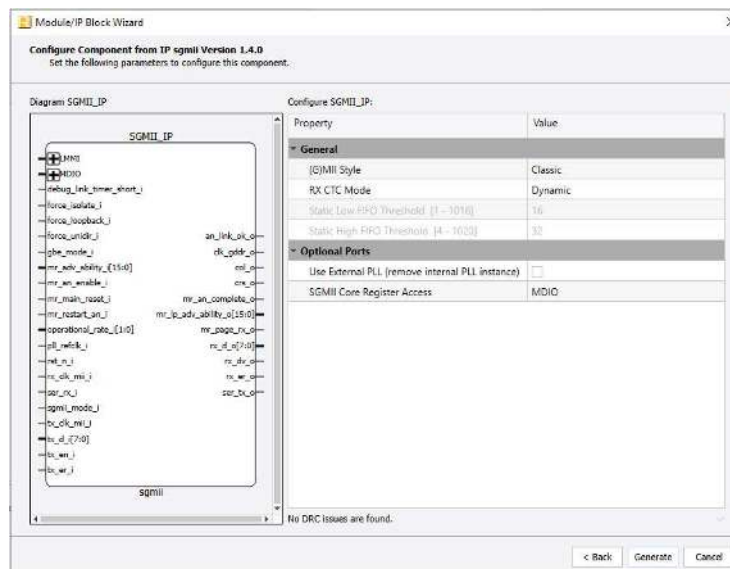 Module/IP Block Wizard
Configure Component from IP sgmii Version 1.4.0
Set the following parameters to configure this component.
Diagram SGMII_IP
SGMII_IP
LMMI
MDIO
debug_link_timer_short_i
force_isolate_i
force_loopback_i
force_unidir_i
gbe_mode_i
mr_adv_ability_i[15:0]
mr_an_enable_i
mr_main_reset_i
mr_restart_an_i
operational_rate_i[1:0]
pll_refclk_i
rst_n_i
rx_clk_mii_i
ser_rx_i
sgmii_mode_i
tx_clk_mii_i
tx_d_i[7:0]
tx_en_i
tx_er_i
an_link_ok_o
clk_gddr_o
col_o
crs_o
mr_an_complete_o
mr_lp_adv_ability_o[15:0]
mr_page_rx_o
rx_d_o[7:0]
rx_dv_o
rx_er_o
ser_tx_o
sgmii
Configure SGMII_IP:
Property Value
General
(G)MII Style Classic
RX CTC Mode Dynamic
Static Low FIFO Threshold [1 - 1016] 16
Static High FIFO Threshold [4 - 1020] 32
Optional Ports
Use External PLL (remove internal PLL instance)
SGMII Core Register Access MDIO
No DRC issues are found.
< Back Generate Cancel